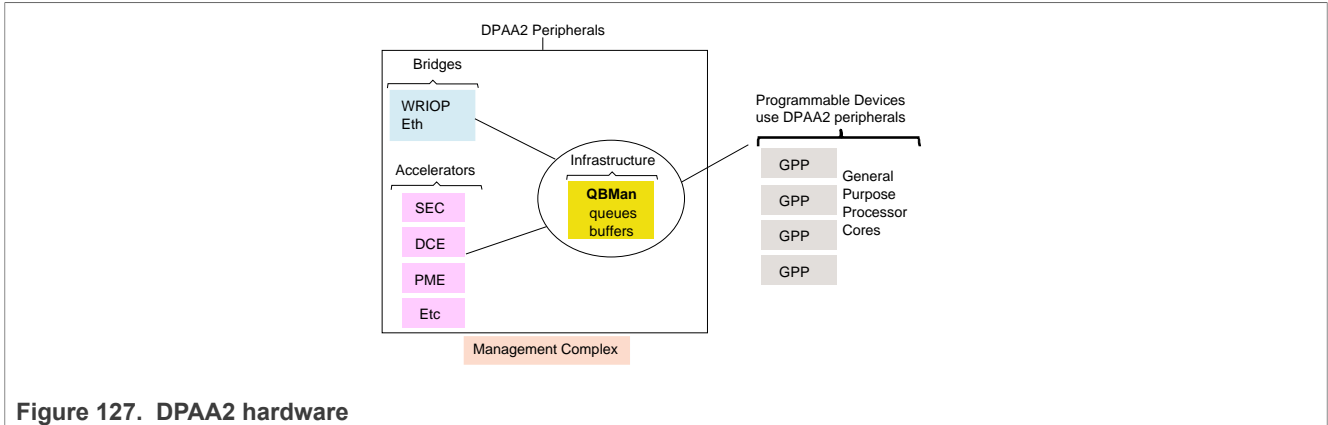 DPAA2 Peripherals
Bridges
WRIOP
Eth
Accelerators
SEC
DCE
PME
Etc
Infrastructure
QBMan
queues
buffers
Programmable Devices
use DPAA2 peripherals
GPP
GPP
GPP
GPP
General
Purpose
Processor
Cores
Management Complex
Figure 127. DPAA2 hardware